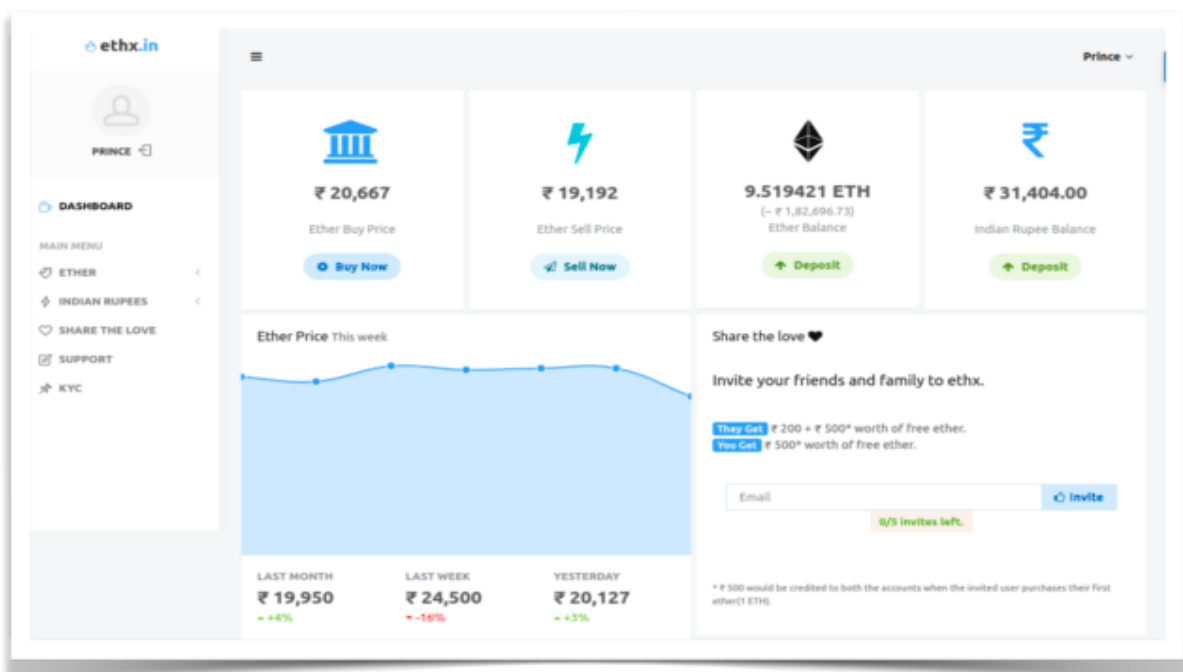 ethx.in
Prince
PRINCE
DASHBOARD
MAIN MENU
ETHER
INDIAN RUPEES
SHARE THE LOVE
SUPPORT
KYC
₹ 20,667
Ether Buy Price
Buy Now
₹ 19,192
Ether Sell Price
Sell Now
9.519421 ETH
(~ ₹ 1,82,696.73)
Ether Balance
Deposit
₹
₹ 31,404.00
Indian Rupee Balance
Deposit
Ether Price This week
LAST MONTH
₹ 19,950
+4%
LAST WEEK
₹ 24,500
-16%
YESTERDAY
₹ 20,127
+3%
Share the love
Invite your friends and family to ethx.
They Get ₹ 200 + ₹ 500* worth of free ether.
You Get ₹ 500* worth of free ether.
Email
Invite
0/5 invites left.
* ₹ 500 would be credited to both the accounts when the invited user purchases their first
ether(1 ETH).